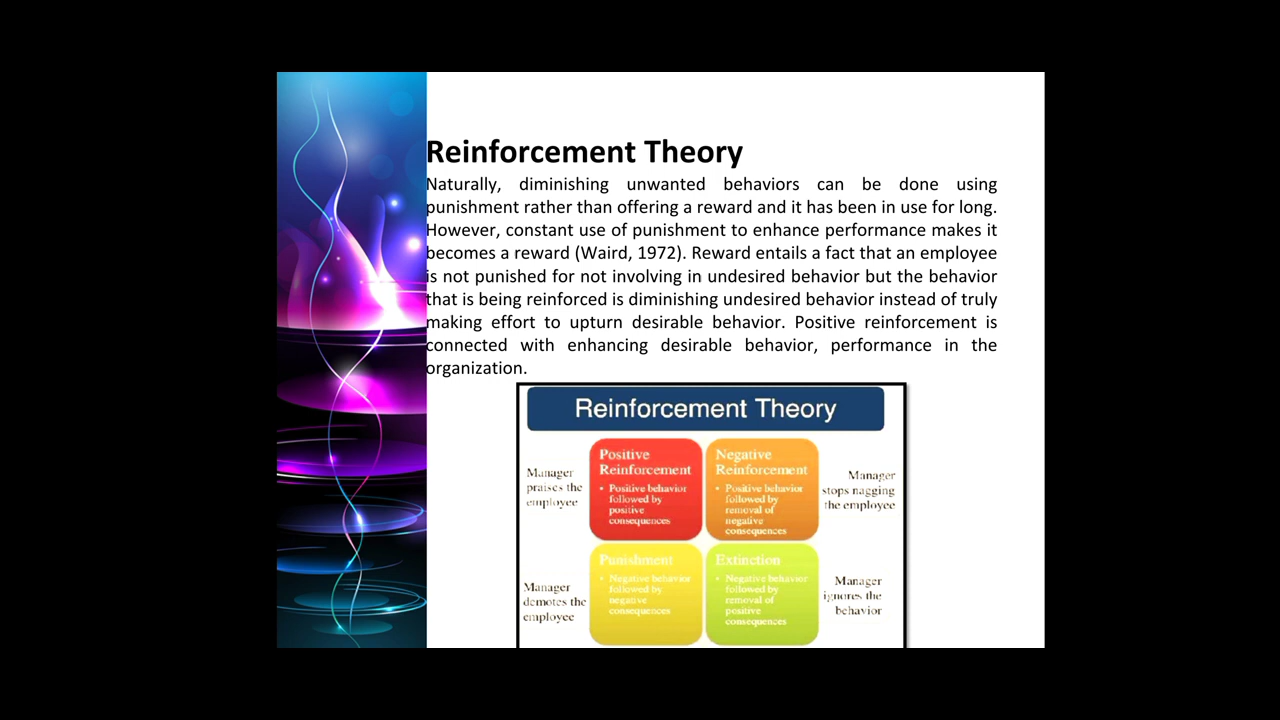 Reinforcement Theory
Naturally, diminishing unwanted behaviors can be done using
punishment rather than offering a reward and it has been in use for long.
However, constant use of punishment to enhance performance makes it
becomes a reward (Waird, 1972). Reward entails a fact that an employee
is not punished for not involving in undesired behavior but the behavior
that is being reinforced is diminishing undesired behavior instead of truly
making effort to upturn desirable behavior. Positive reinforcement is
connected with enhancing desirable behavior, performance in the
organization.
Reinforcement Theory
Manager
praises the
employee
Positive
Reinforcement
• Positive behavior
followed by
positive
consequences
Negative
Reinforcement
• Positive behavior
followed by
removal of
negative
consequences
Manager
stops nagging
the employee
Manager
demotes the
employee
Punishment
• Negative behavior
followed by
negative
consequences
Extinction
• Negative behavior
followed by
removal of
positive
consequences
Manager
ignores the
behavior